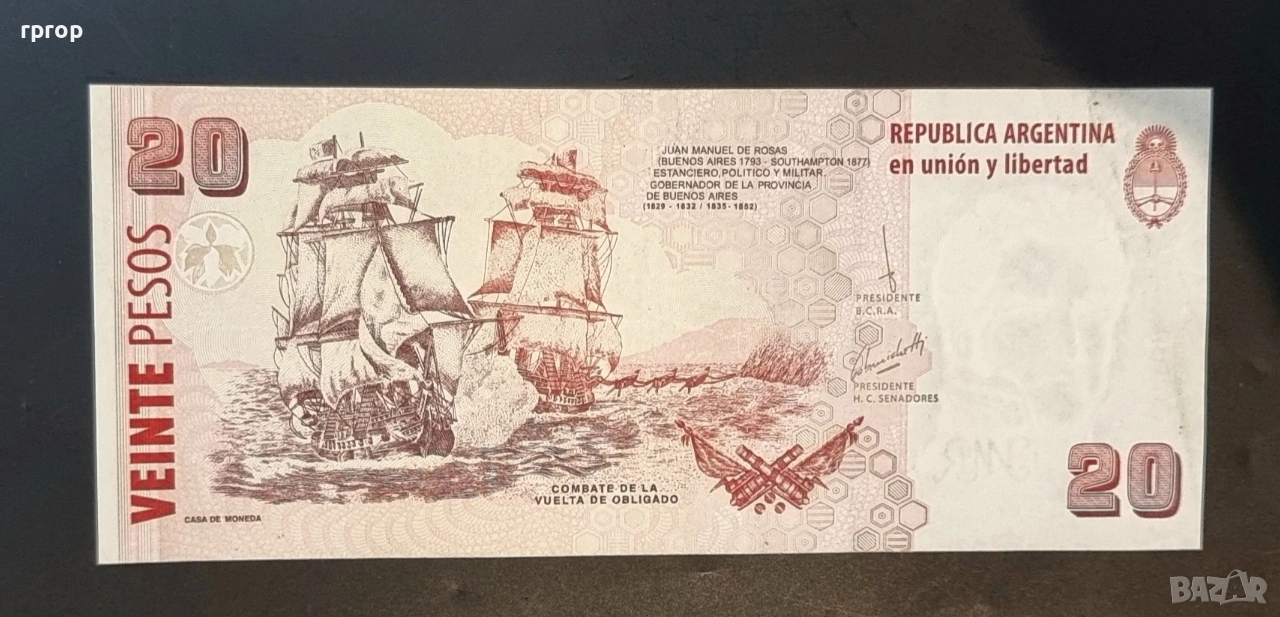 rprop
20
VEINTE PESOS
JUAN MANUEL DE ROSAS
(BUENOS AIRES 1793 - SOUTHAMPTON 1877)
ESTANCIERO, POLITICO Y MILITAR.
GOBERNADOR DE LA PROVINCIA
DE BUENOS AIRES
(1829 - 1832 / 1835 - 1852)
REPUBLICA ARGENTINA
en unión y libertad
PRESIDENTE
B.C.R.A.
PRESIDENTE
H. C. SENADORES
COMBATE DE LA
VUELTA DE OBLIGADO
CASA DE MONEDA
20
BAZAR